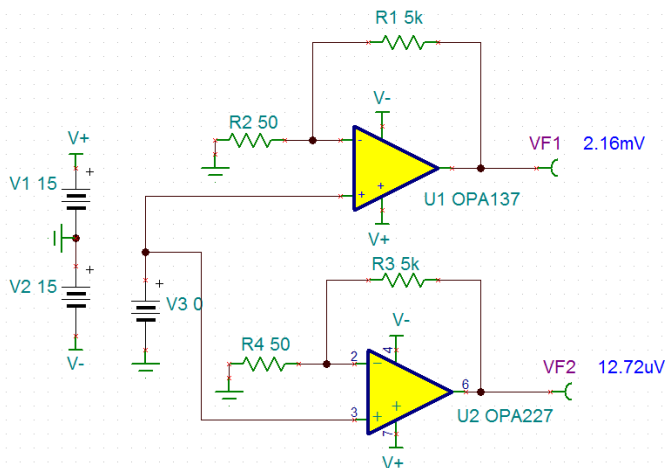 R1 5k
V-
R2 50
VF1 2.16mV
V+
-
V1 15
+
+
+
U1 OPA137
V+
R3 5k
V2 15
+
+
V3 0
V-
R4 50
2
4
VF2 12.72uV
V-
6
3
+
+
7
U2 OPA227
V+